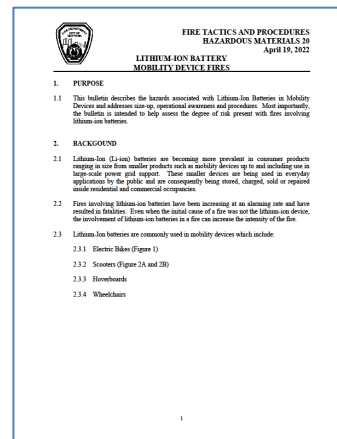 FIRE TACTICS AND PROCEDURES
HAZARDOUS MATERIALS 20
April 19, 2022
LITHIUM-ION BATTERY
MOBILITY DEVICE FIRES
1. PURPOSE
1.1 This bulletin describes the hazards associated with Lithium-Ion Batteries in Mobility
Devices and addresses size-up, operational awareness and procedures. Most importantly,
the bulletin is intended to help assess the degree of risk present with fires involving
lithium-ion batteries.
2. BACKGOUND
2.1 Lithium-Ion (Li-ion) batteries are becoming more prevalent in consumer products
ranging in size from smaller products such as mobility devices up to and including use in
large-scale power grid support. These smaller devices are being used in everyday
applications by the public and are consequently being stored, charged, sold or repaired
inside residential and commercial occupancies.
2.2 Fires involving lithium-ion batteries have been increasing at an alarming rate and have
resulted in fatalities. Even when the initial cause of a fire was not the lithium-ion device,
the involvement of lithium-ion batteries in a fire can increase the intensity of the fire.
2.3 Lithium-Ion batteries are commonly used in mobility devices which include:
2.3.1 Electric Bikes (Figure 1)
2.3.2 Scooters (Figure 2A and 2B)
2.3.3 Hoverboards
2.3.4 Wheelchairs
1